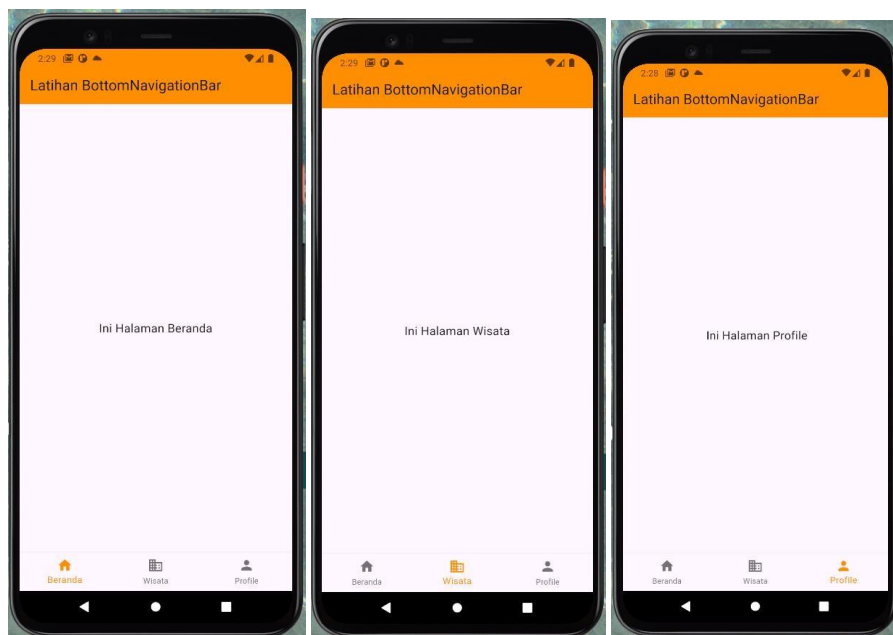 2:29
Latihan BottomNavigationBar
Ini Halaman Beranda
Beranda Wisata Profile
2:29
Latihan BottomNavigationBar
Ini Halaman Wisata
Beranda Wisata Profile
2:28
Latihan BottomNavigationBar
Ini Halaman Profile
Beranda Wisata Profile